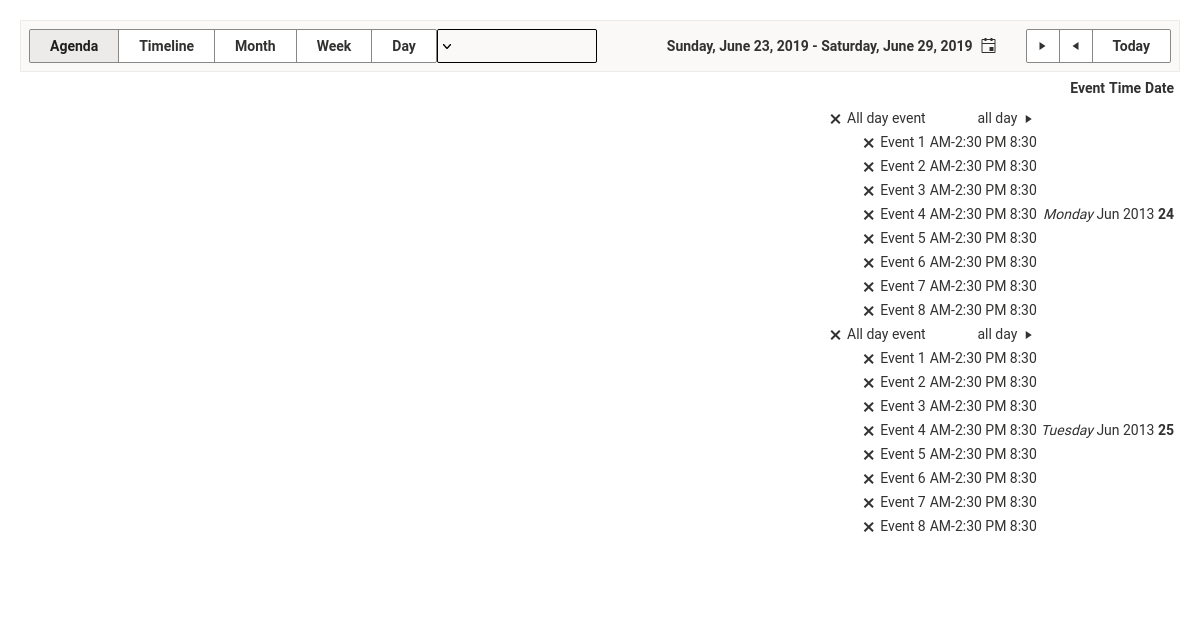 Agenda Timeline Month Week Day Sunday, June 23, 2019 - Saturday, June 29, 2019 Today
Event Time Date
All day event all day
Event 1 AM-2:30 PM 8:30
Event 2 AM-2:30 PM 8:30
Event 3 AM-2:30 PM 8:30
Event 4 AM-2:30 PM 8:30 Monday Jun 2013 24
Event 5 AM-2:30 PM 8:30
Event 6 AM-2:30 PM 8:30
Event 7 AM-2:30 PM 8:30
Event 8 AM-2:30 PM 8:30
All day event all day
Event 1 AM-2:30 PM 8:30
Event 2 AM-2:30 PM 8:30
Event 3 AM-2:30 PM 8:30
Event 4 AM-2:30 PM 8:30 Tuesday Jun 2013 25
Event 5 AM-2:30 PM 8:30
Event 6 AM-2:30 PM 8:30
Event 7 AM-2:30 PM 8:30
Event 8 AM-2:30 PM 8:30